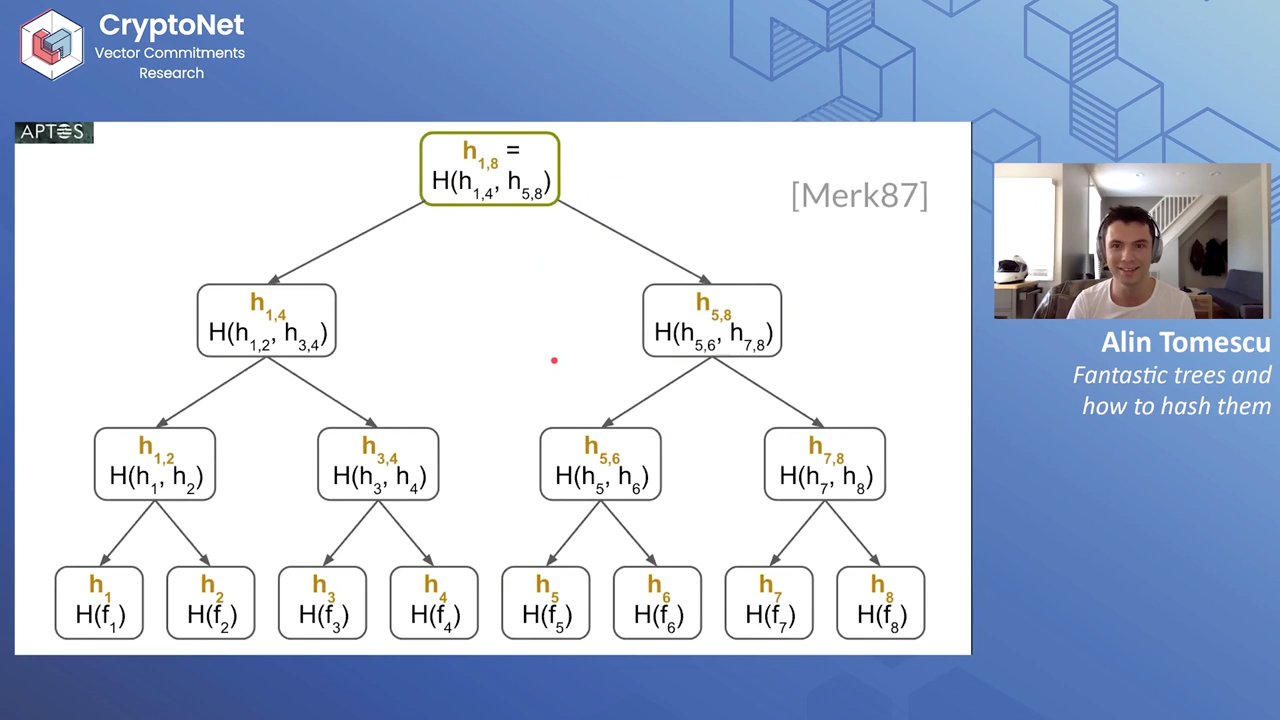 CryptoNet
Vector Commitments
Research
APTOS
h1,8 =
H(h1,4, h5,8)
[Merk87]
h1,4
H(h1,2, h3,4)
h5,8
H(h5,6, h7,8)
h1,2
H(h1, h2)
h3,4
H(h3, h4)
h5,6
H(h5, h6)
h7,8
H(h7, h8)
h1
H(f1)
h2
H(f2)
h3
H(f3)
h4
H(f4)
h5
H(f5)
h6
H(f6)
h7
H(f7)
h8
H(f8)
Alin Tomescu
Fantastic trees and
how to hash them